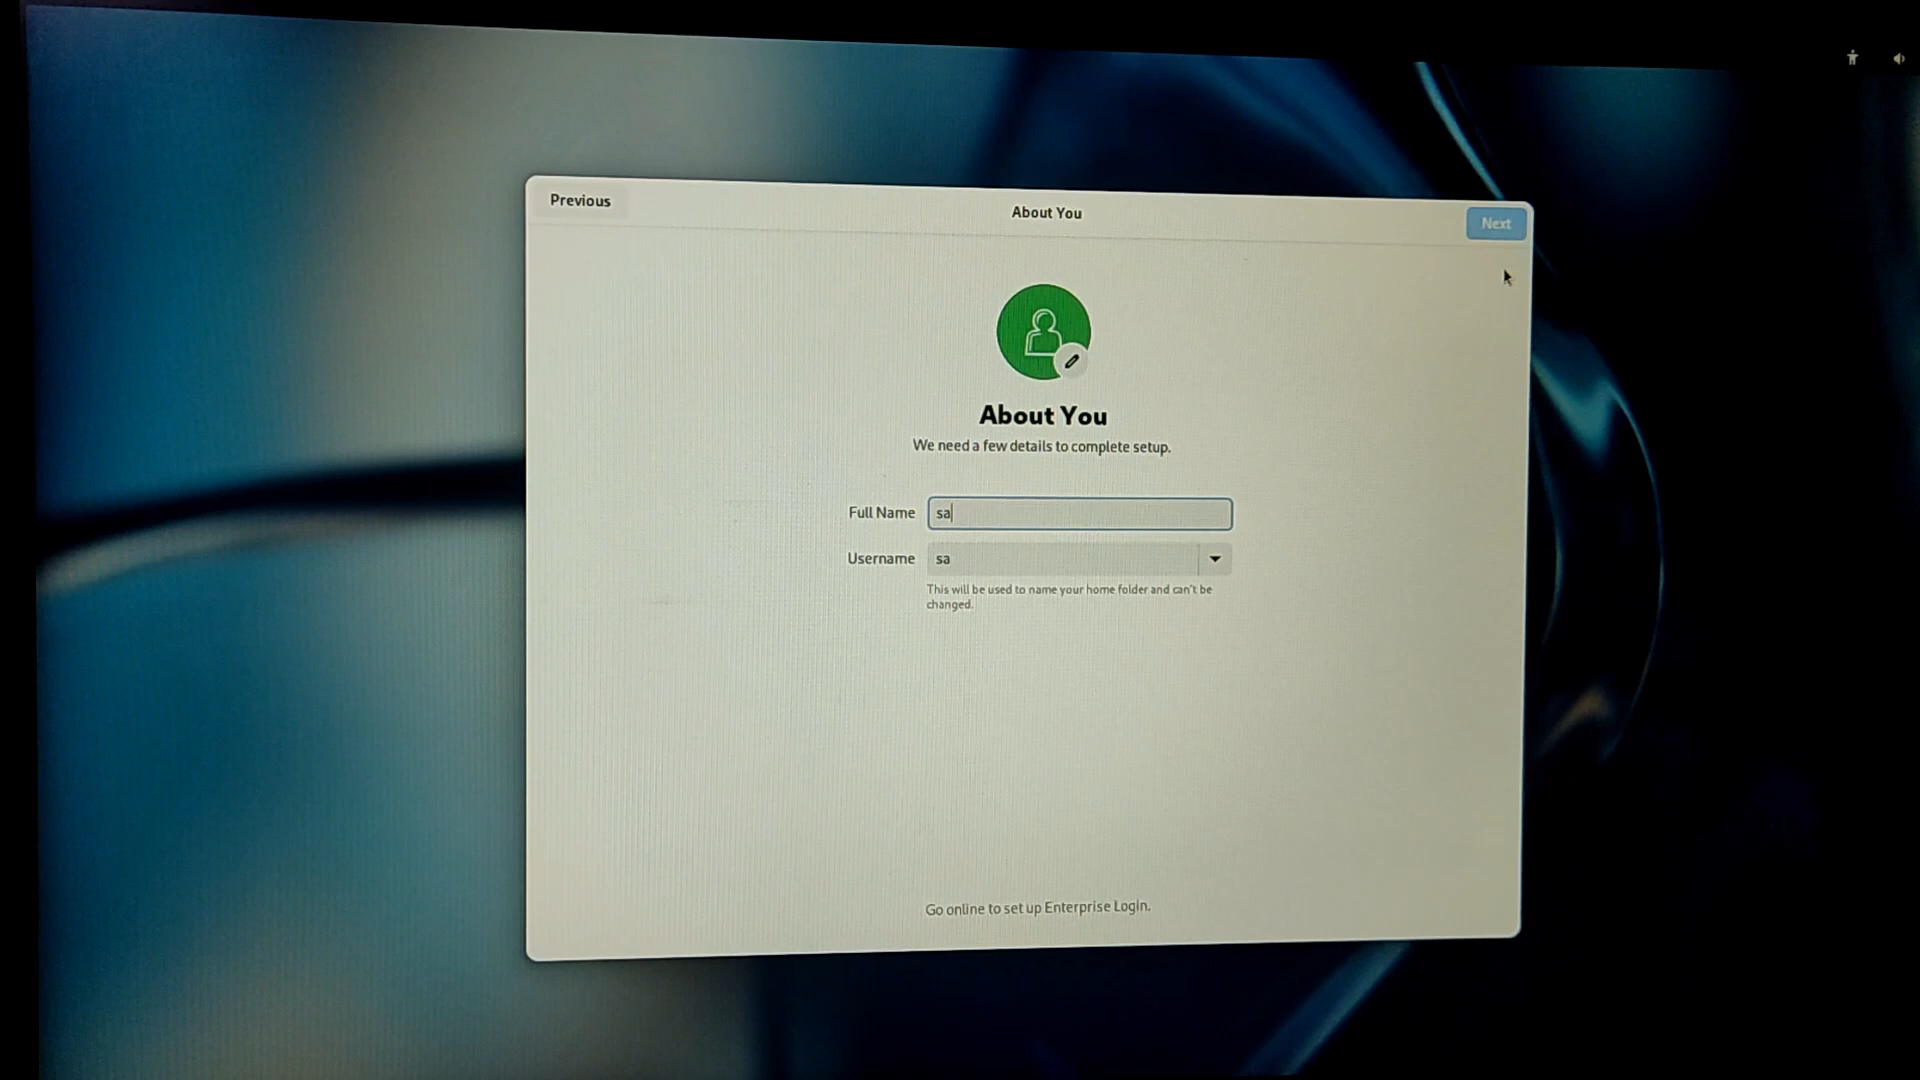 Previous
About You
Next
About You
We need a few details to complete setup.
Full Name sa
Username sa
This will be used to name your home folder and can't be
changed.
Go online to set up Enterprise Login.